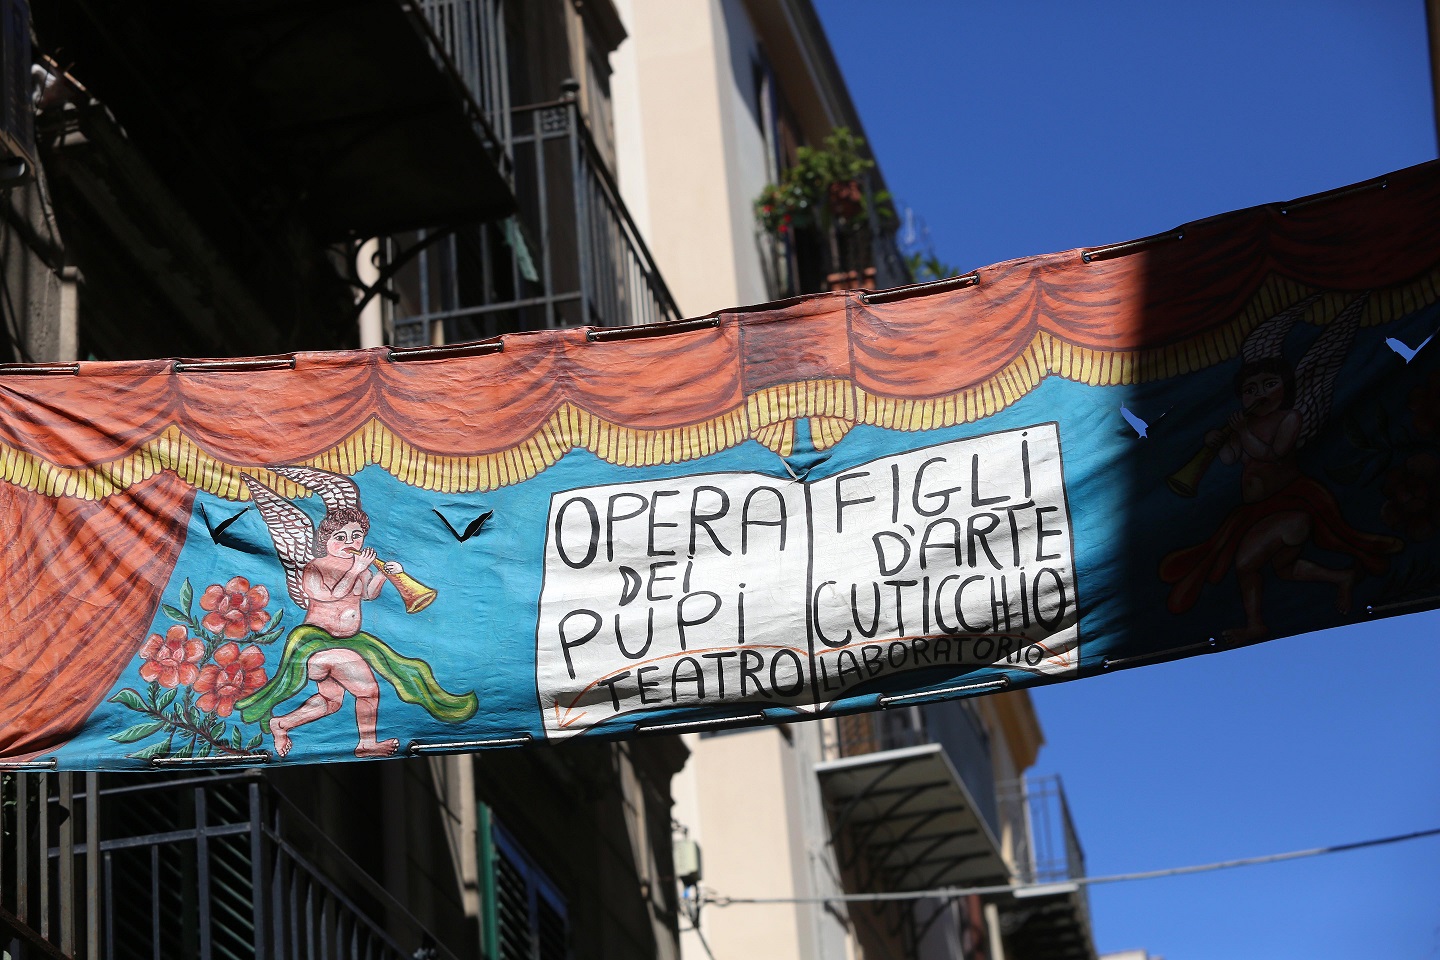 OPERA
DEi
PUPi
TEATRO
FiGLi
D'ARTE
CUTICCHiO
LABORATORiO